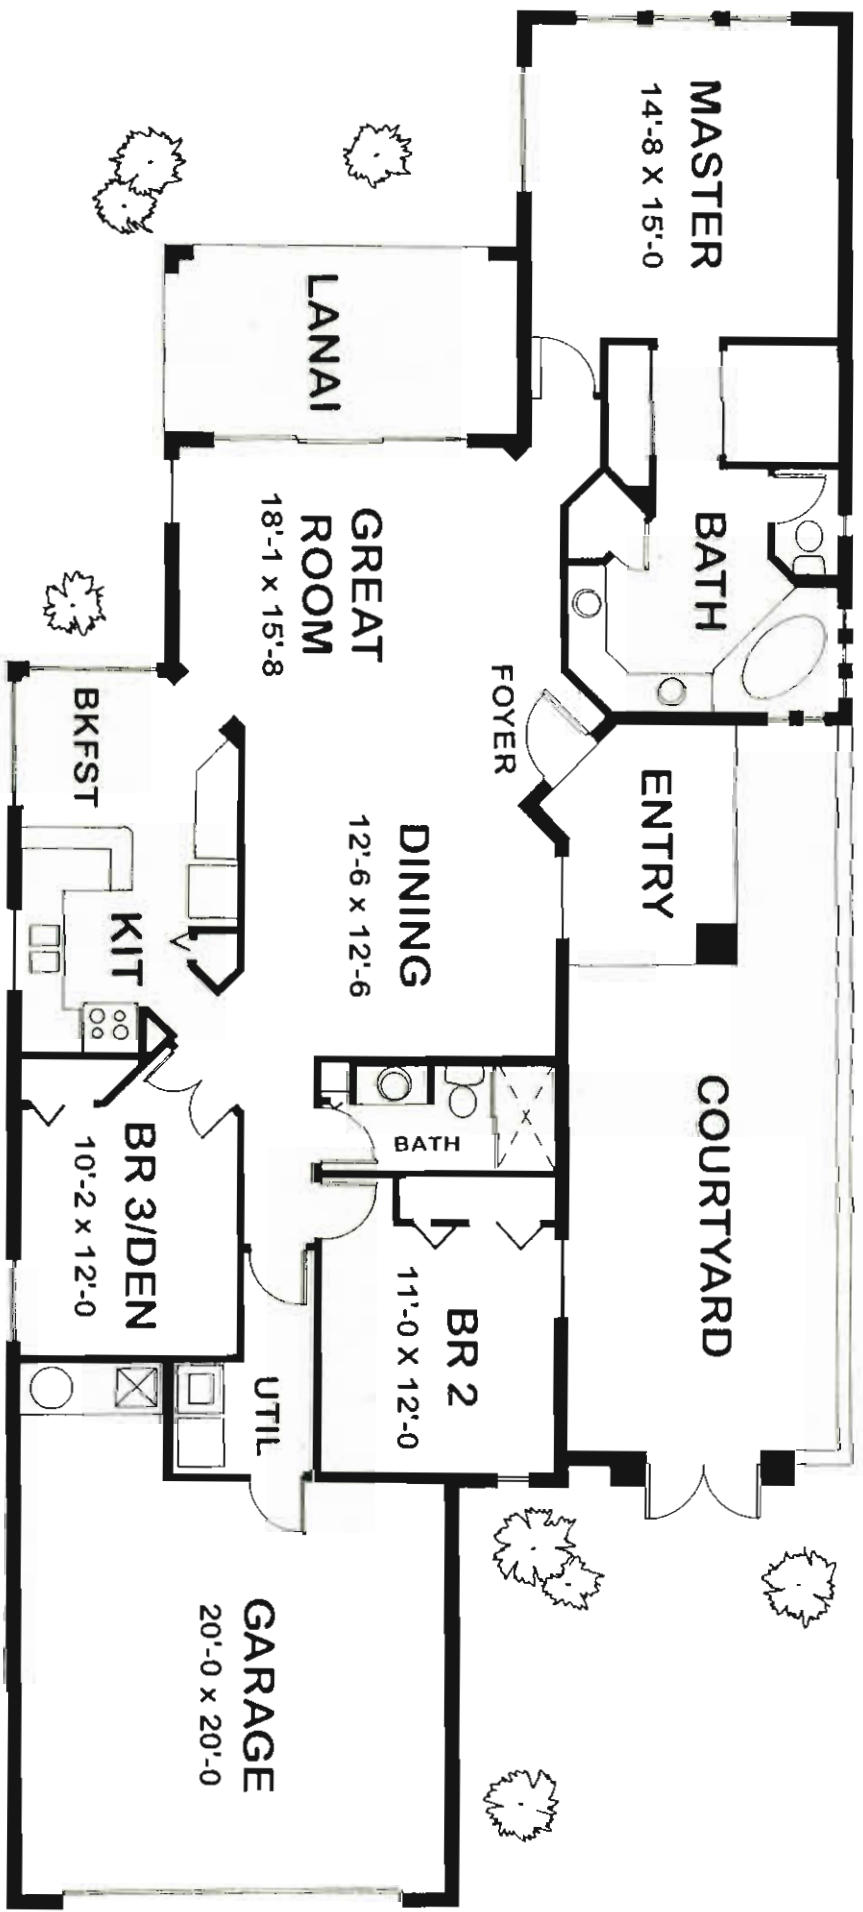 MASTER
14'-8 X 15'-0
LANAI
BATH
GREAT
ROOM
18'-1 x 15'-8
FOYER
BKFST
ENTRY
DINING
12'-6 x 12'-6
KIT
COURTYARD
BATH
BR 3/DEN
10'-2 x 12'-0
BR 2
11'-0 X 12'-0
UTIL
GARAGE
20'-0 x 20'-0